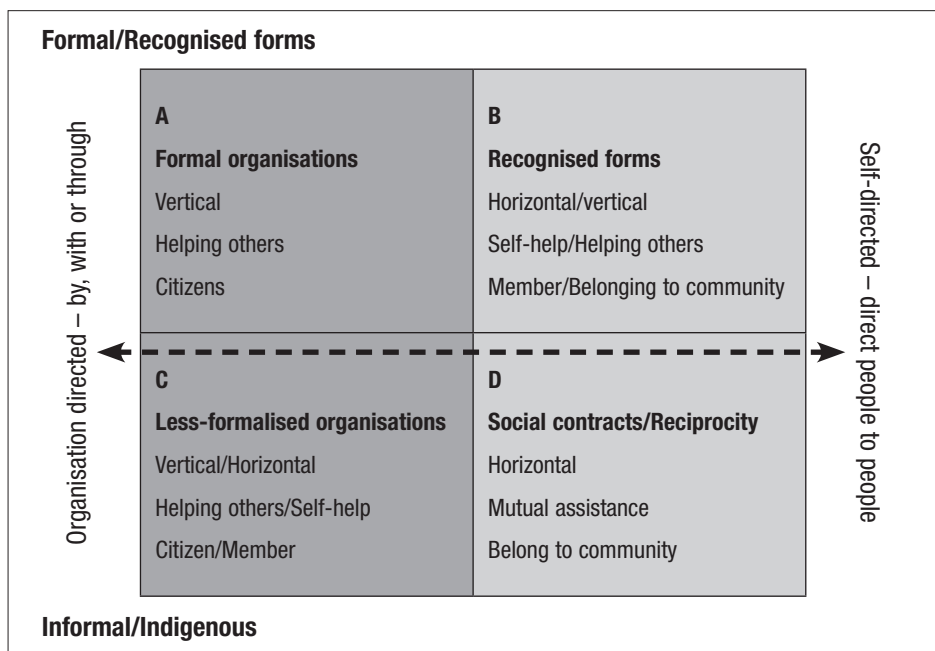 Formal/Recognised forms
Organisation directed – by, with or through
A
Formal organisations
Vertical
Helping others
Citizens
B
Recognised forms
Horizontal/vertical
Self-help/Helping others
Member/Belonging to community
Self-directed – direct people to people
C
Less-formalised organisations
Vertical/Horizontal
Helping others/Self-help
Citizen/Member
D
Social contracts/Reciprocity
Horizontal
Mutual assistance
Belong to community
Informal/Indigenous